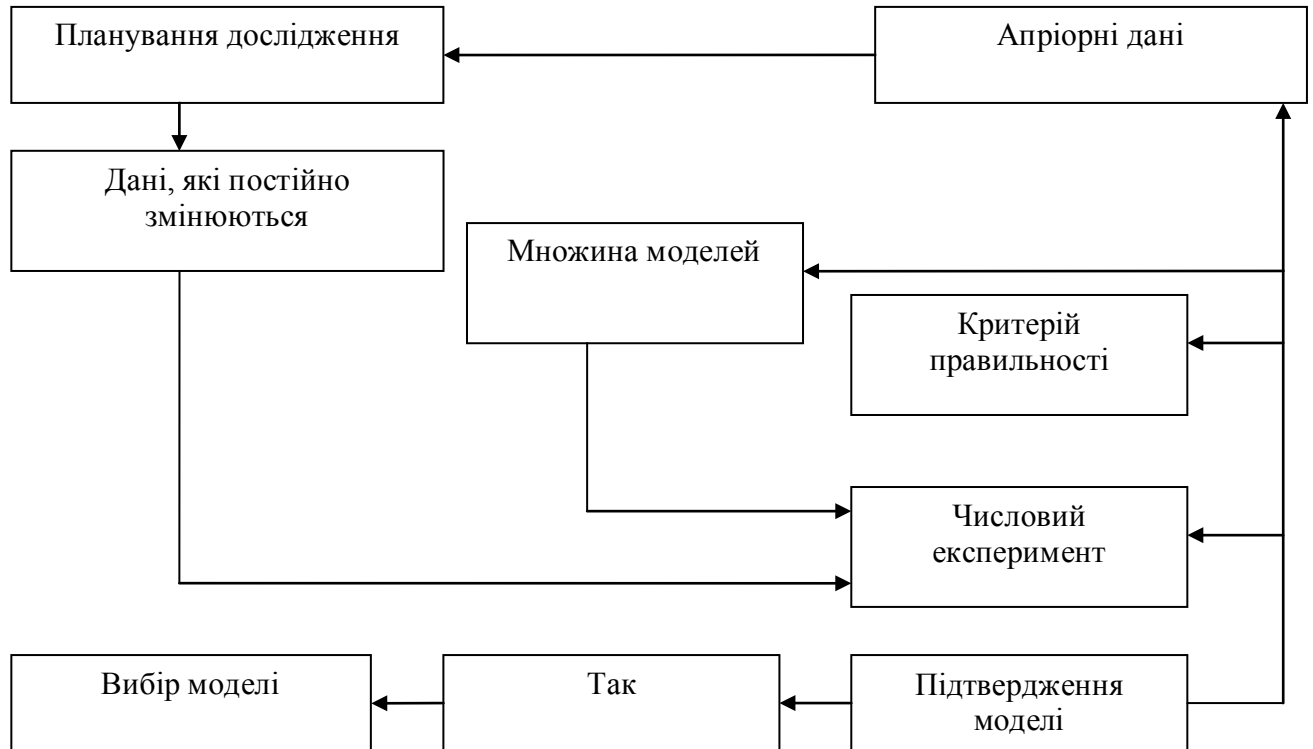 Планування дослідження
Апріорні дані
Дані, які постійно
змінюються
Множина моделей
Критерій
правильності
Числовий
експеримент
Вибір моделі
Так
Підтвердження
моделі